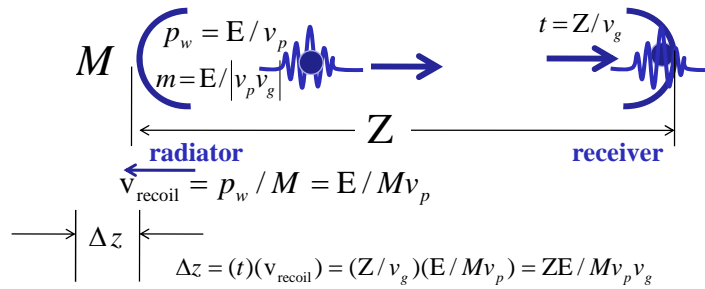 p_w = E / v_p
t = Z / v_g
M
m = E / |v_p v_g|
Z
radiator
receiver
v_recoil = p_w / M = E / Mv_p
Δz
Δz = (t)(v_recoil) = (Z / v_g)(E / Mv_p) = ZE / Mv_p v_g